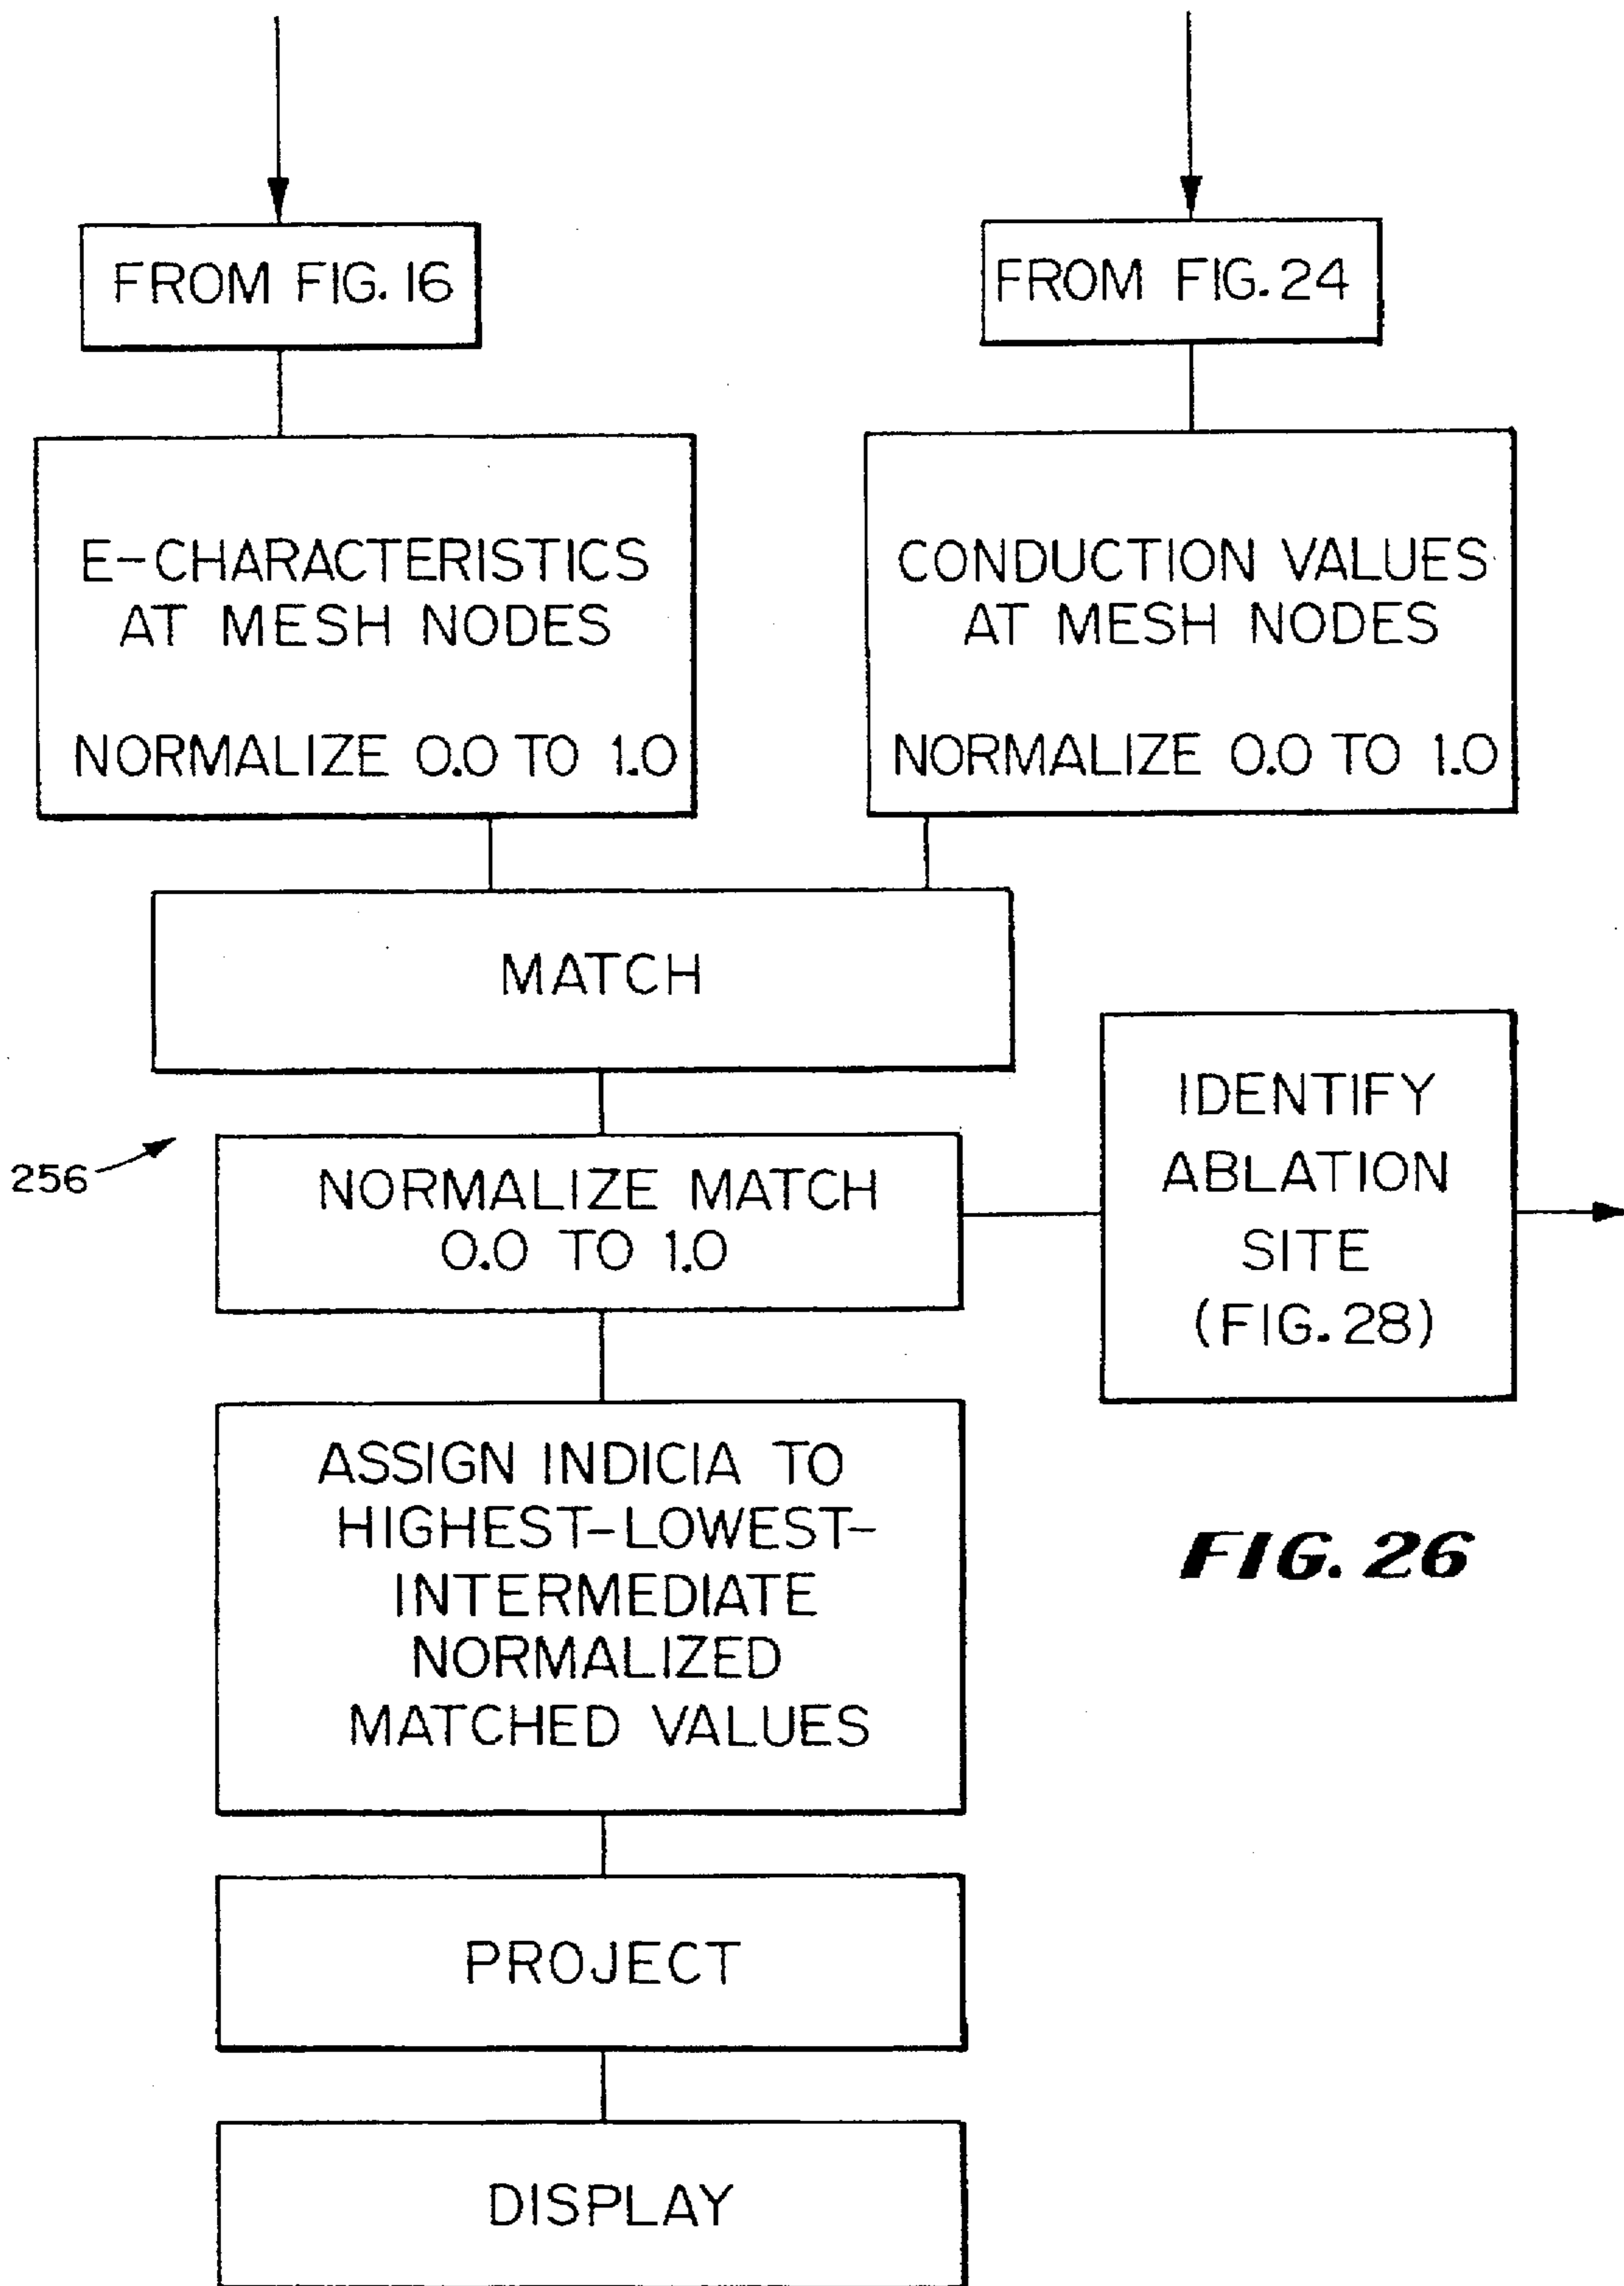 FROM FIG. 16
FROM FIG. 24
E-CHARACTERISTICS
AT MESH NODES
NORMALIZE 0.0 TO 1.0
CONDUCTION VALUES
AT MESH NODES
NORMALIZE 0.0 TO 1.0
MATCH
256
NORMALIZE MATCH
0.0 TO 1.0
IDENTIFY
ABLATION
SITE
(FIG. 28)
ASSIGN INDICIA TO
HIGHEST-LOWEST-
INTERMEDIATE
NORMALIZED
MATCHED VALUES
FIG. 26
PROJECT
DISPLAY